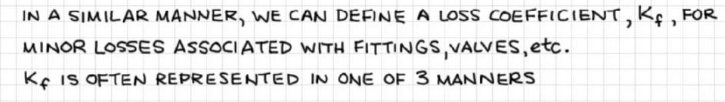 IN A SIMILAR MANNER, WE CAN DEFINE A LOSS COEFFICIENT, Kf, FOR
MINOR LOSSES ASSOCIATED WITH FITTINGS, VALVES, etc.
Kf IS OFTEN REPRESENTED IN ONE OF 3 MANNERS